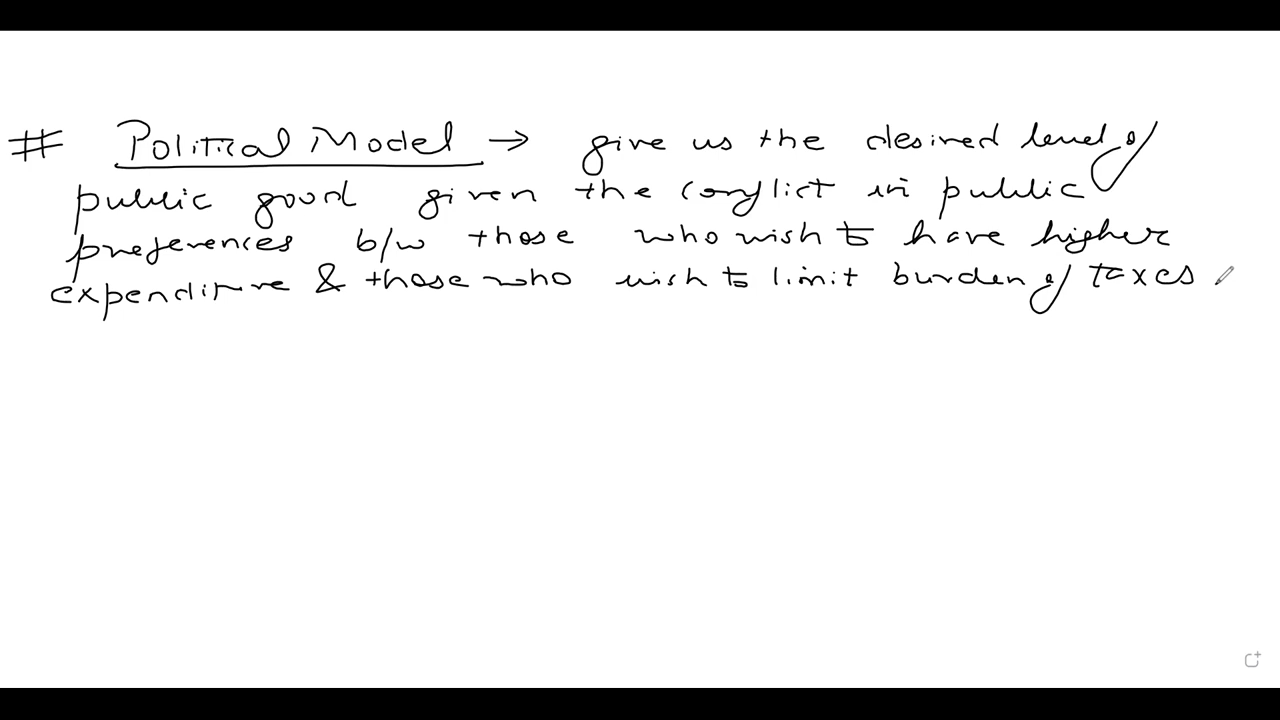 # Political Model → give us the desired level of
public good given the conflict in public
preferences b/w those who wish to have higher
expenditure & those who wish to limit burden of taxes